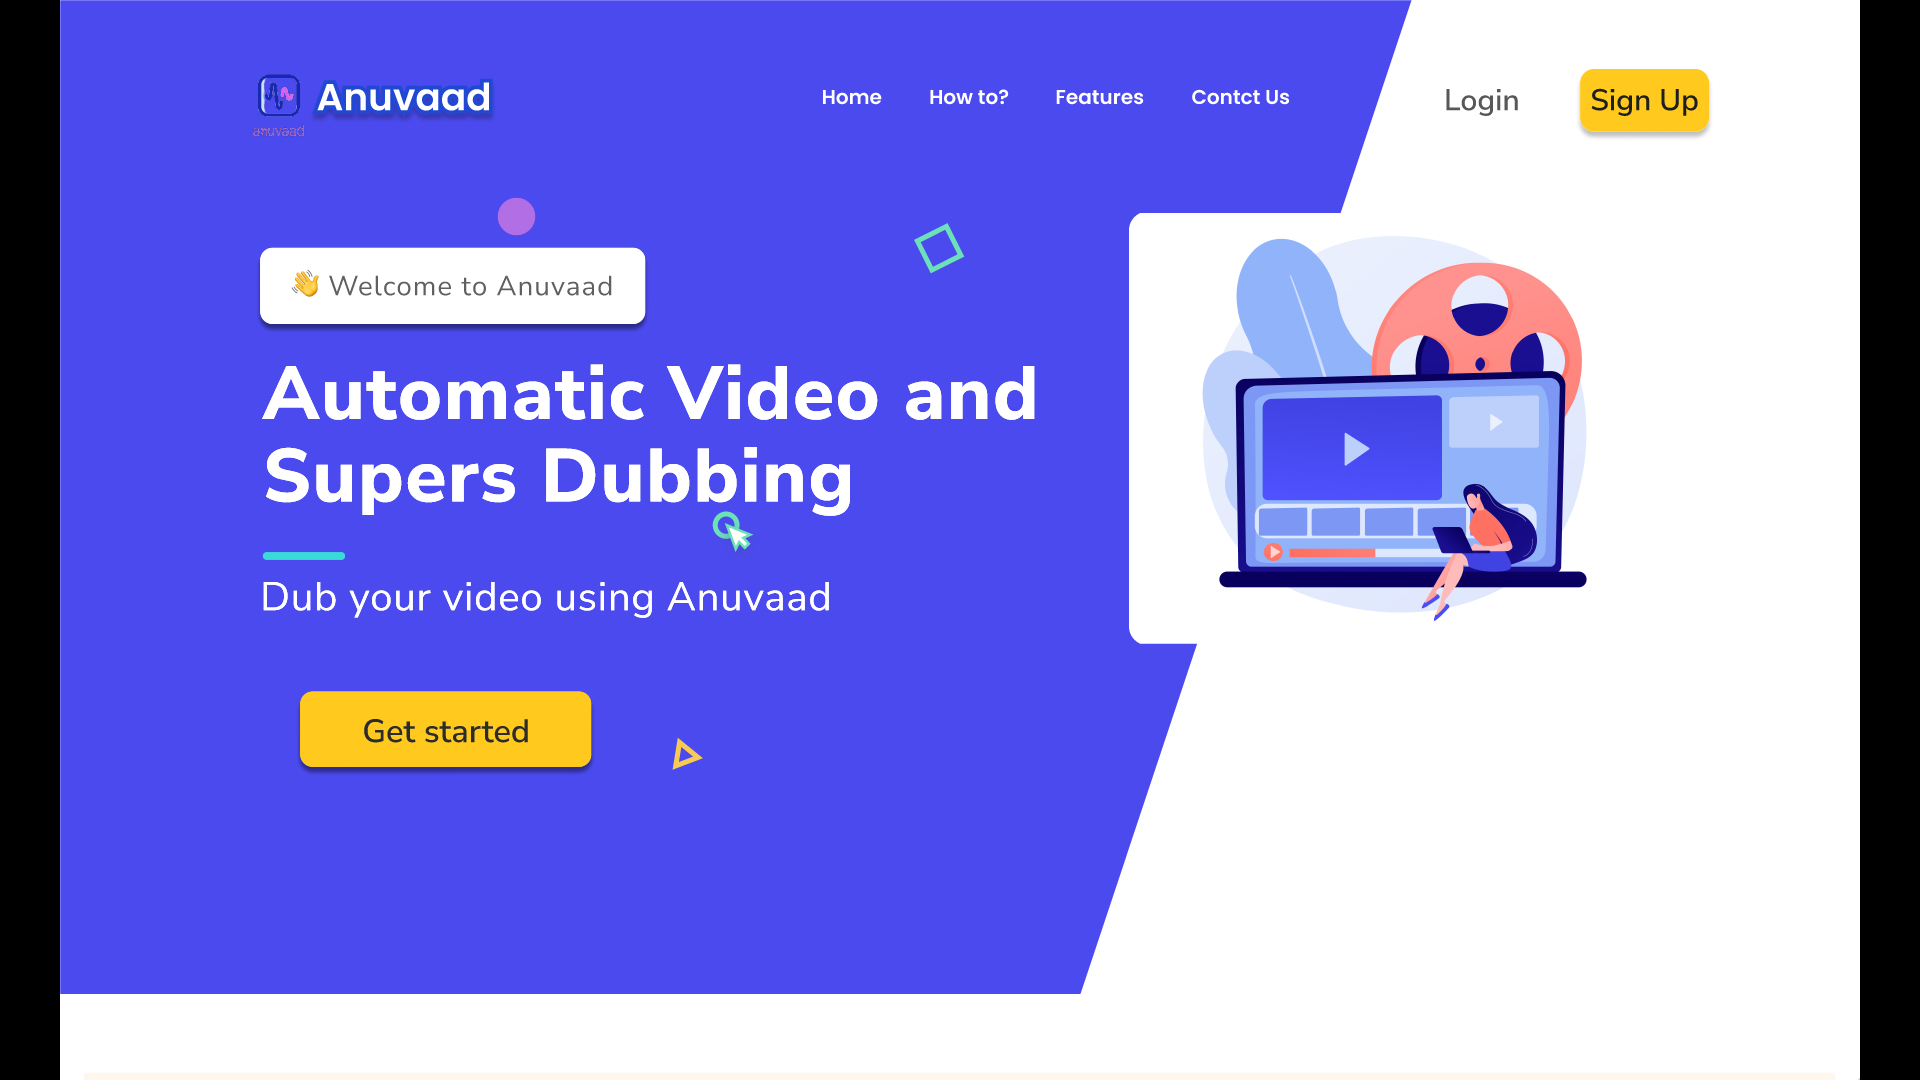 Anuvaad
anuvaad
Home
How to?
Features
Contct Us
Login
Sign Up
👋 Welcome to Anuvaad
Automatic Video and
Supers Dubbing
Dub your video using Anuvaad
Get started